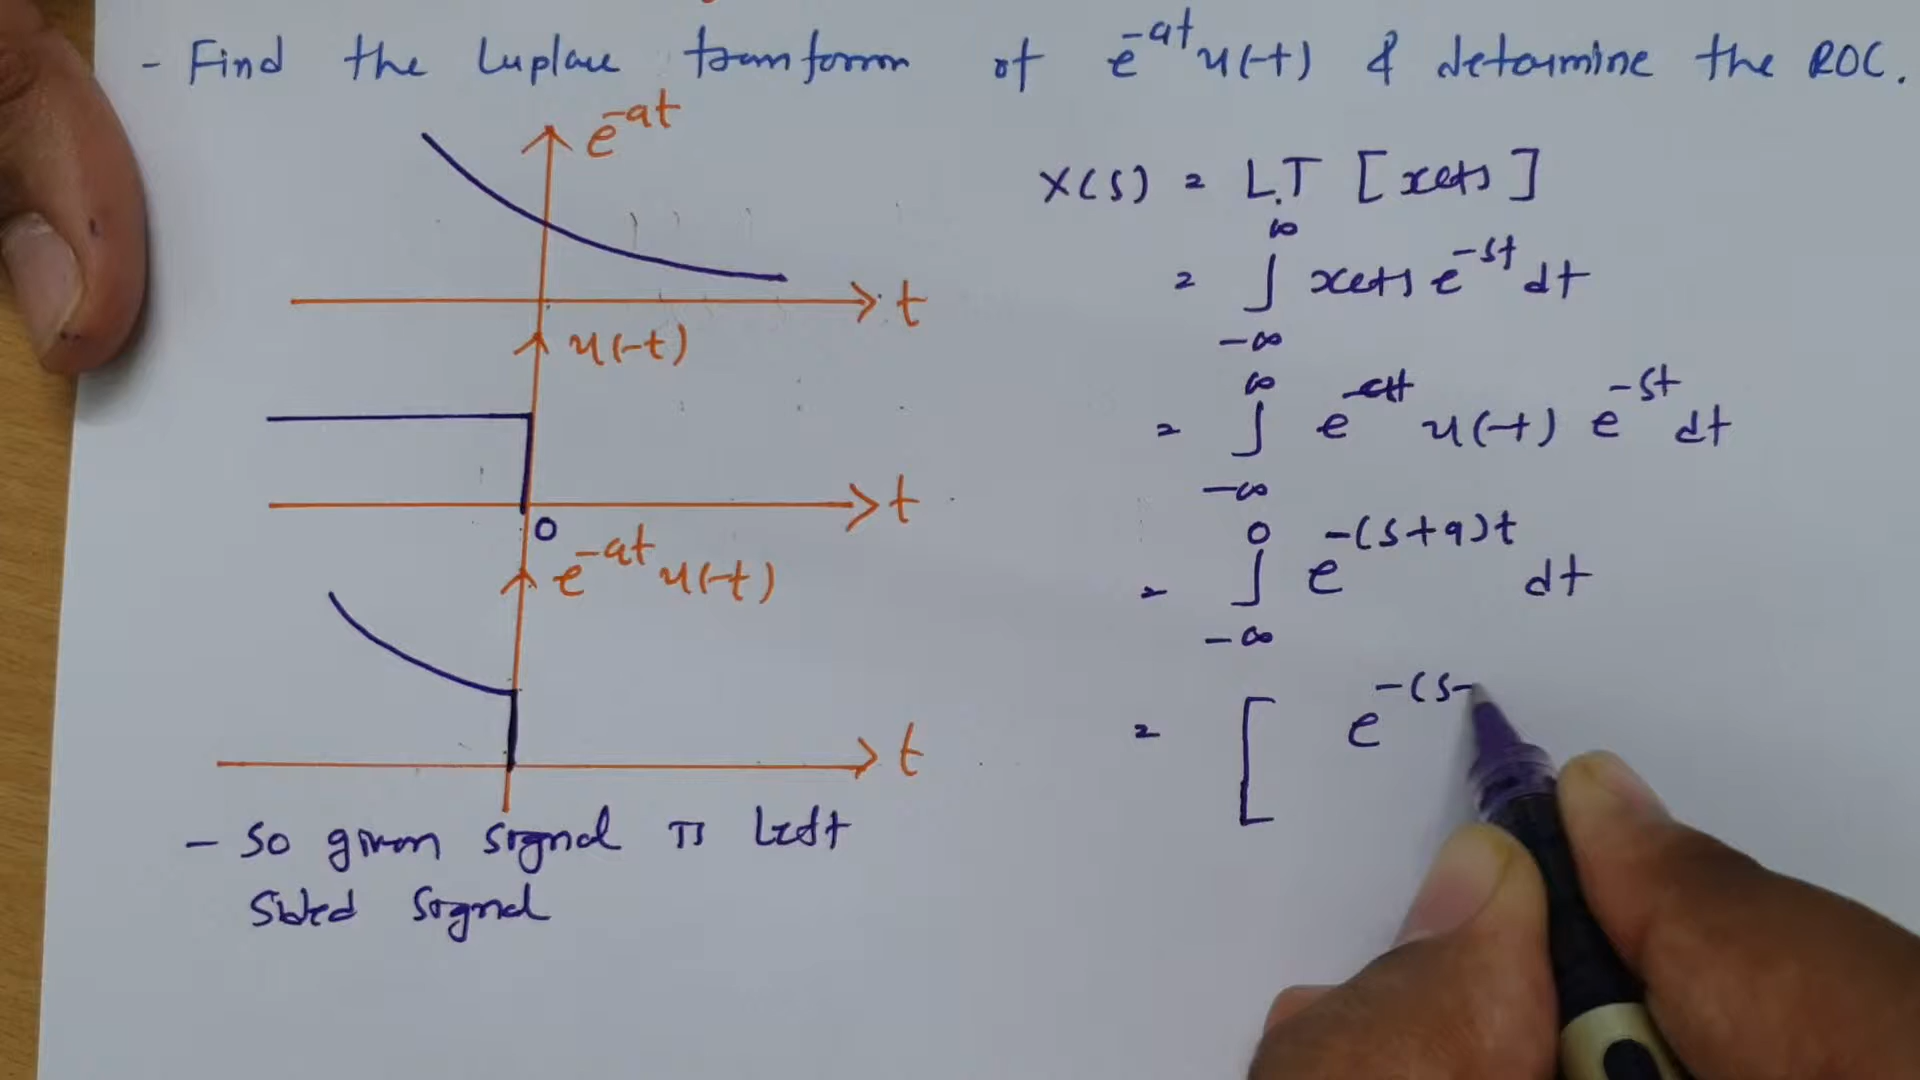 - Find the Luplace transform of e^-at u(-t) & determine the ROC.
e^-at
t
u(-t)
t
0
e^-at u(-t)
t
- So given signal is Left
Sided signal
X(s) = L.T [x(t)]
= ∫_-∞^∞ x(t) e^-st dt
= ∫_-∞^∞ e^-at u(-t) e^-st dt
= ∫_-∞^0 e^-(s+a)t dt
= [ e^-(s-